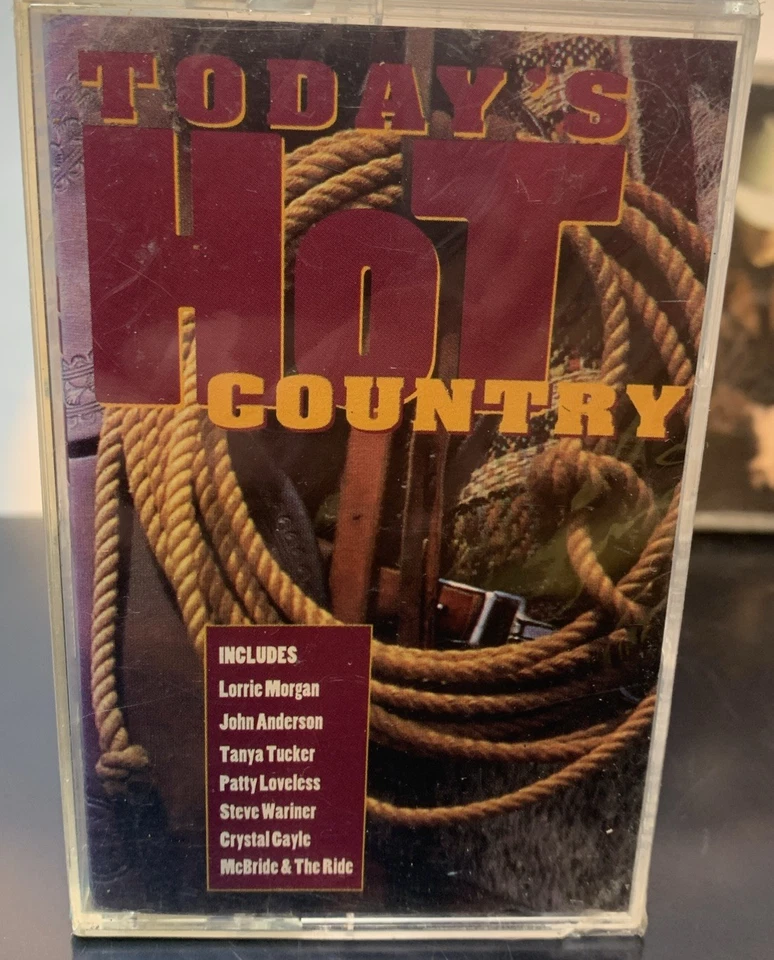 TODAY'S
HOT
COUNTRY
INCLUDES
Lorrie Morgan
John Anderson
Tanya Tucker
Patty Loveless
Steve Wariner
Crystal Gayle
McBride & The Ride